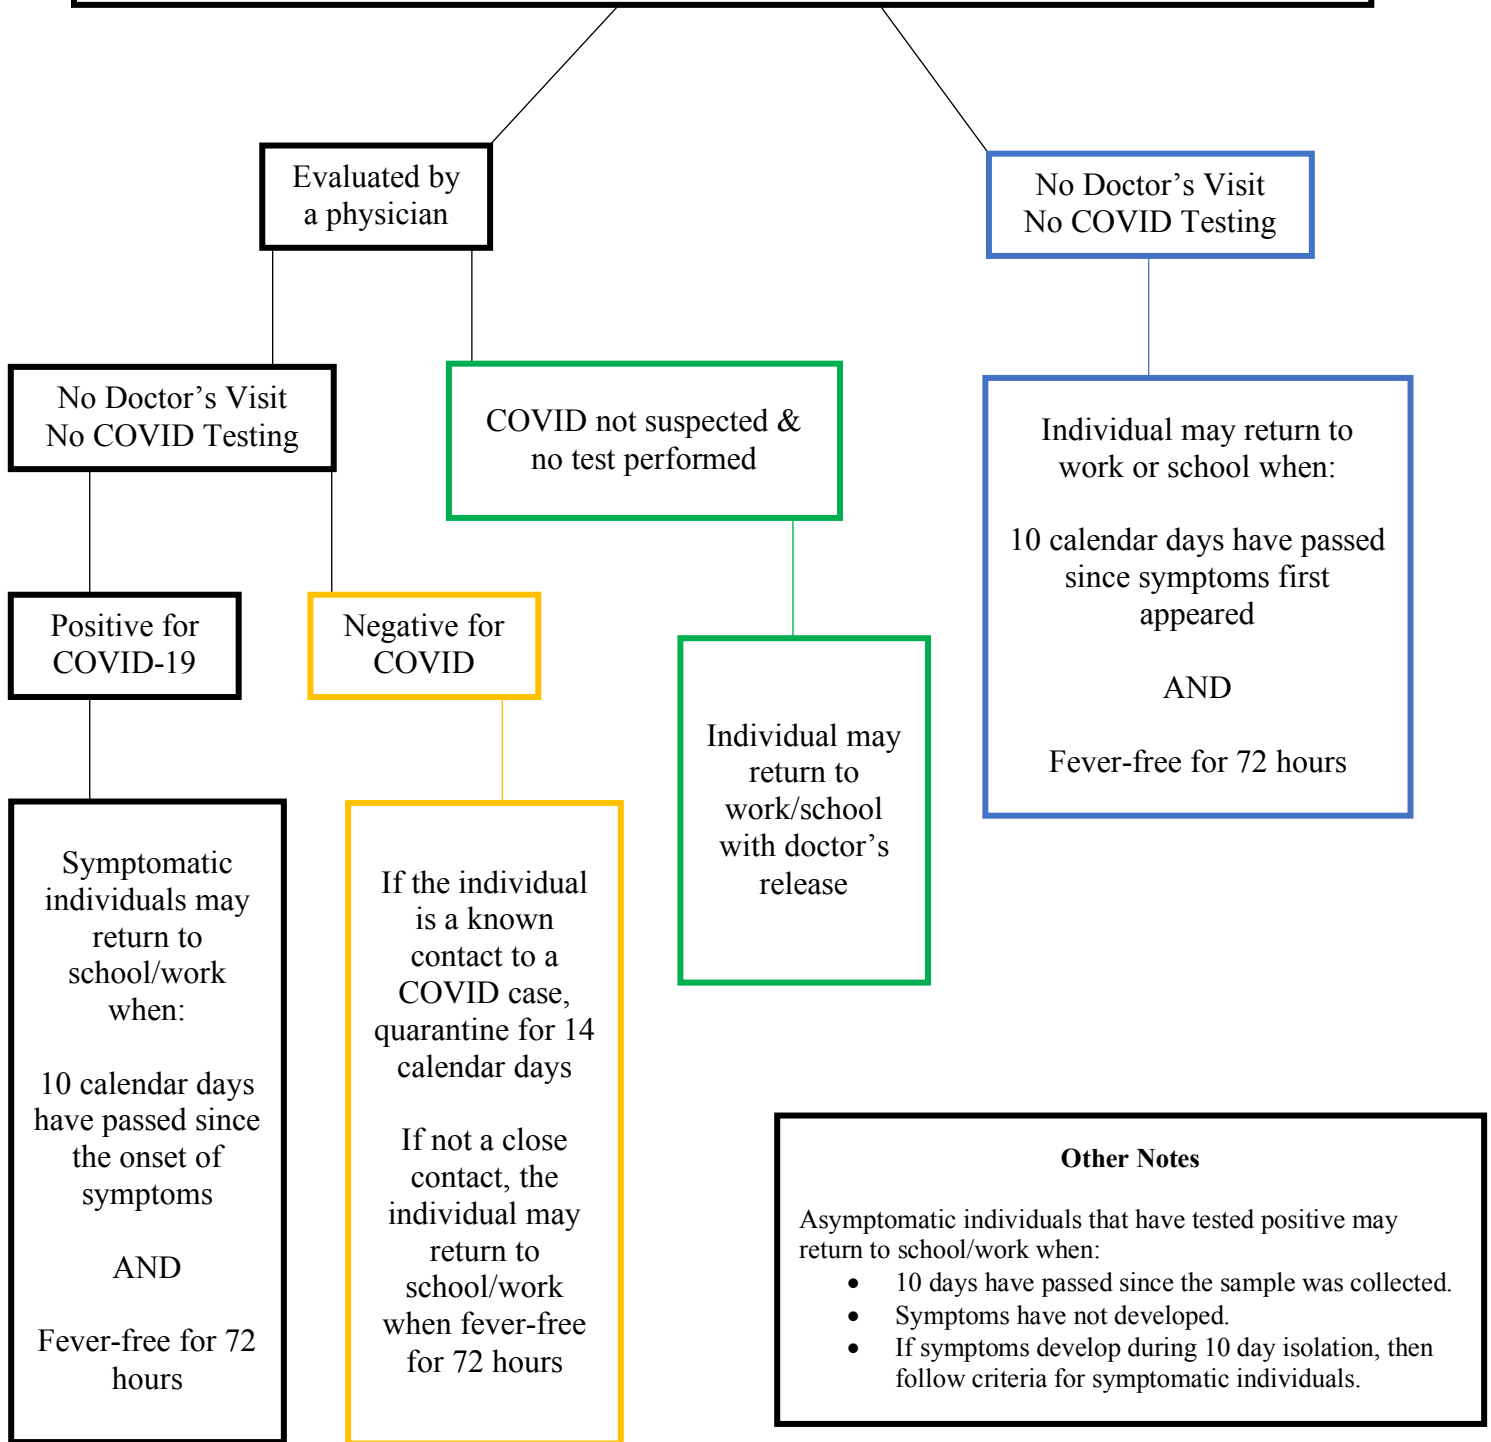 Evaluated by
a physician
No Doctor’s Visit
No COVID Testing
No Doctor’s Visit
No COVID Testing
COVID not suspected &
no test performed
Individual may return to
work or school when:
10 calendar days have passed
since symptoms first
appeared
AND
Fever-free for 72 hours
Positive for
COVID-19
Negative for
COVID
Individual may
return to
work/school
with doctor’s
release
Symptomatic
individuals may
return to
school/work
when:
10 calendar days
have passed since
the onset of
symptoms
AND
Fever-free for 72
hours
If the individual
is a known
contact to a
COVID case,
quarantine for 14
calendar days
If not a close
contact, the
individual may
return to
school/work
when fever-free
for 72 hours
Other Notes
Asymptomatic individuals that have tested positive may
return to school/work when:
• 10 days have passed since the sample was collected.
• Symptoms have not developed.
• If symptoms develop during 10 day isolation, then
follow criteria for symptomatic individuals.